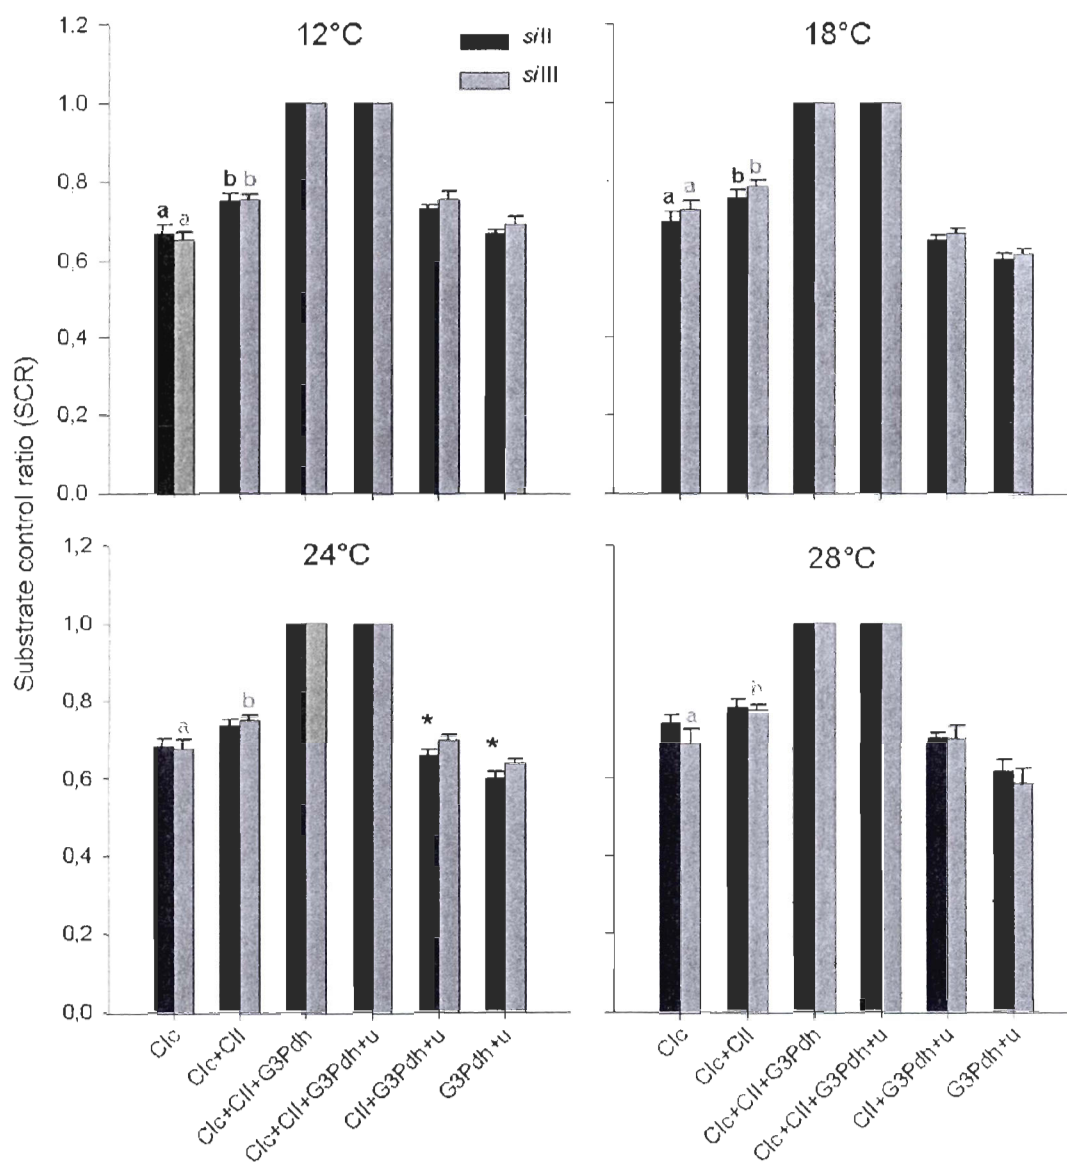 Substrate control ratio (SCR)
12°C
siII
siIII
1.2
1.0
0.8
0.6
0.4
0.2
0.0
a a b b
18°C
a a b b
24°C
1,2
1,0
0,8
0,6
0,4
0,2
0,0
a b * *
28°C
a b
CIc
CIc+CII
CIc+CII+G3Pdh
CIc+CII+G3Pdh+u
CII+G3Pdh+u
G3Pdh+u
CIc
CIc+CII
CIc+CII+G3Pdh
CIc+CII+G3Pdh+u
CII+G3Pdh+u
G3Pdh+u